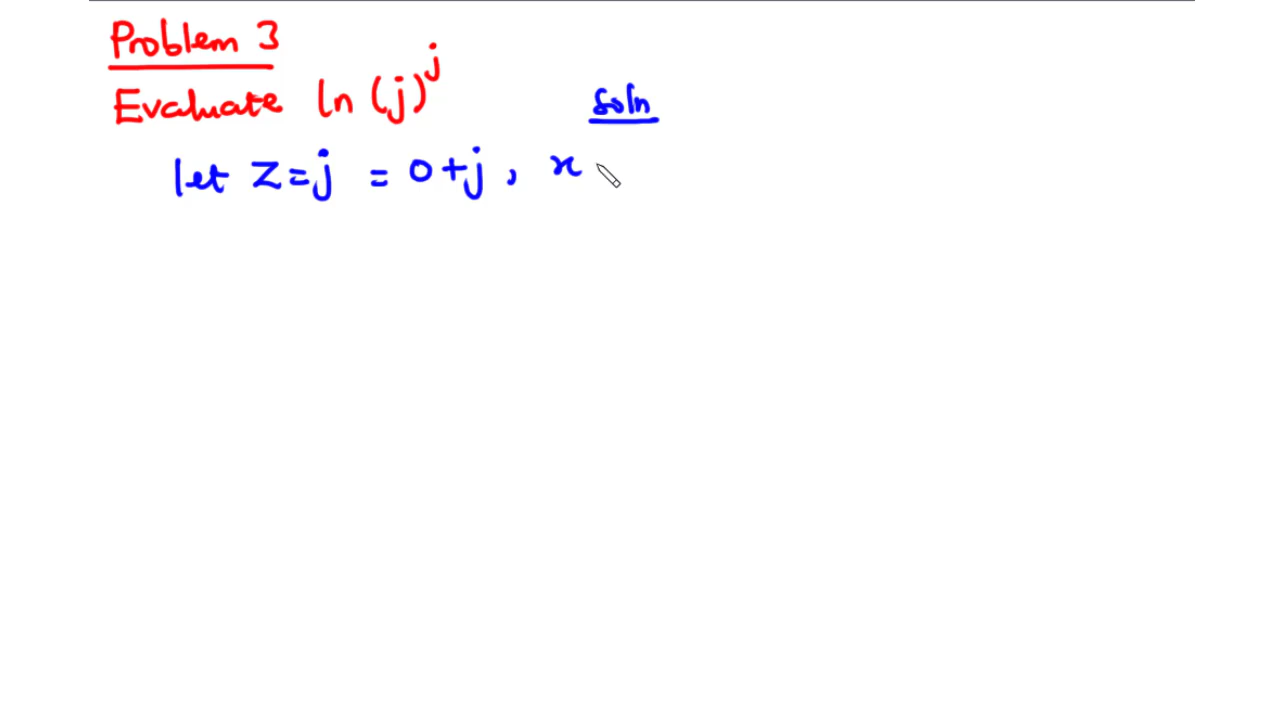 Problem 3
Evaluate ln (j)^j
Soln
let Z = j = 0 + j , x